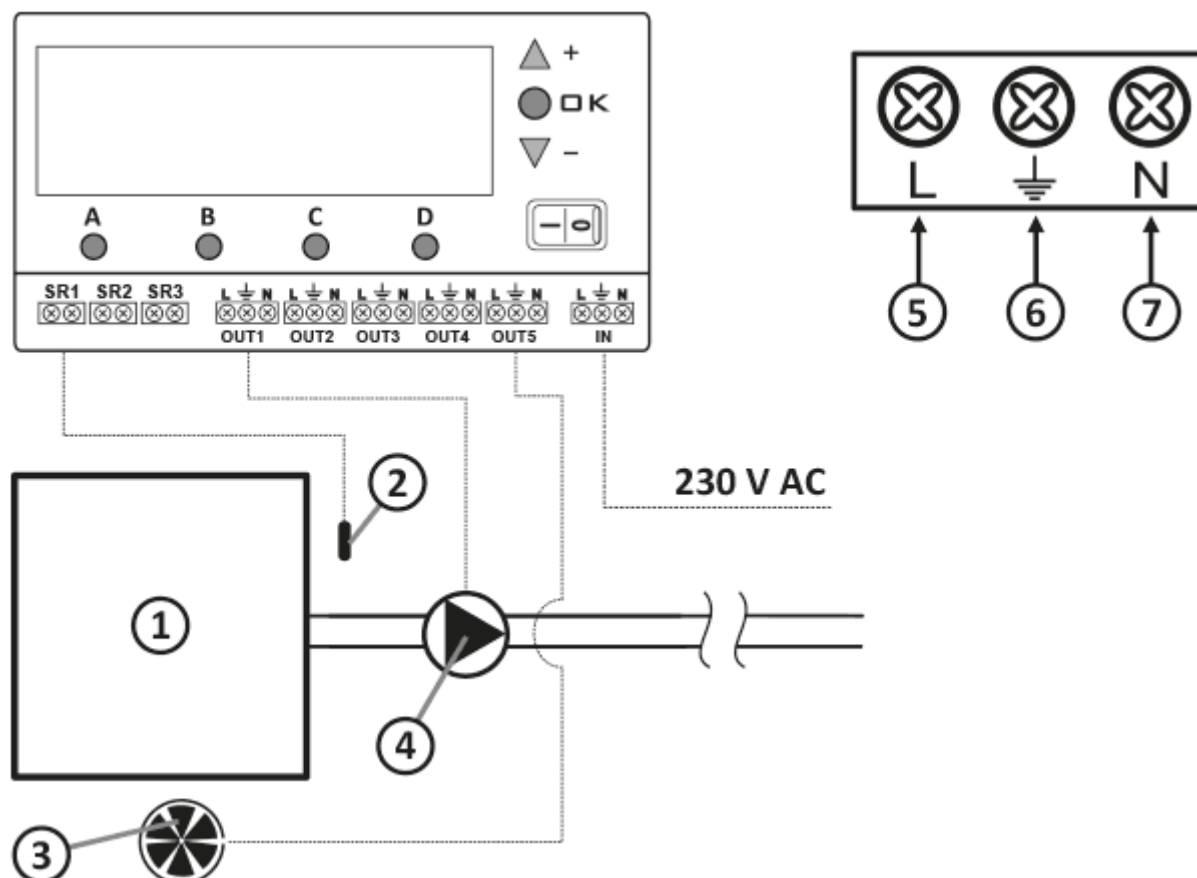 +
OK
−
A B C D
I 0
SR1 SR2 SR3 L N L N L N L N L N L N
OUT1 OUT2 OUT3 OUT4 OUT5 IN
L N
5 6 7
2
230 V AC
1
4
3